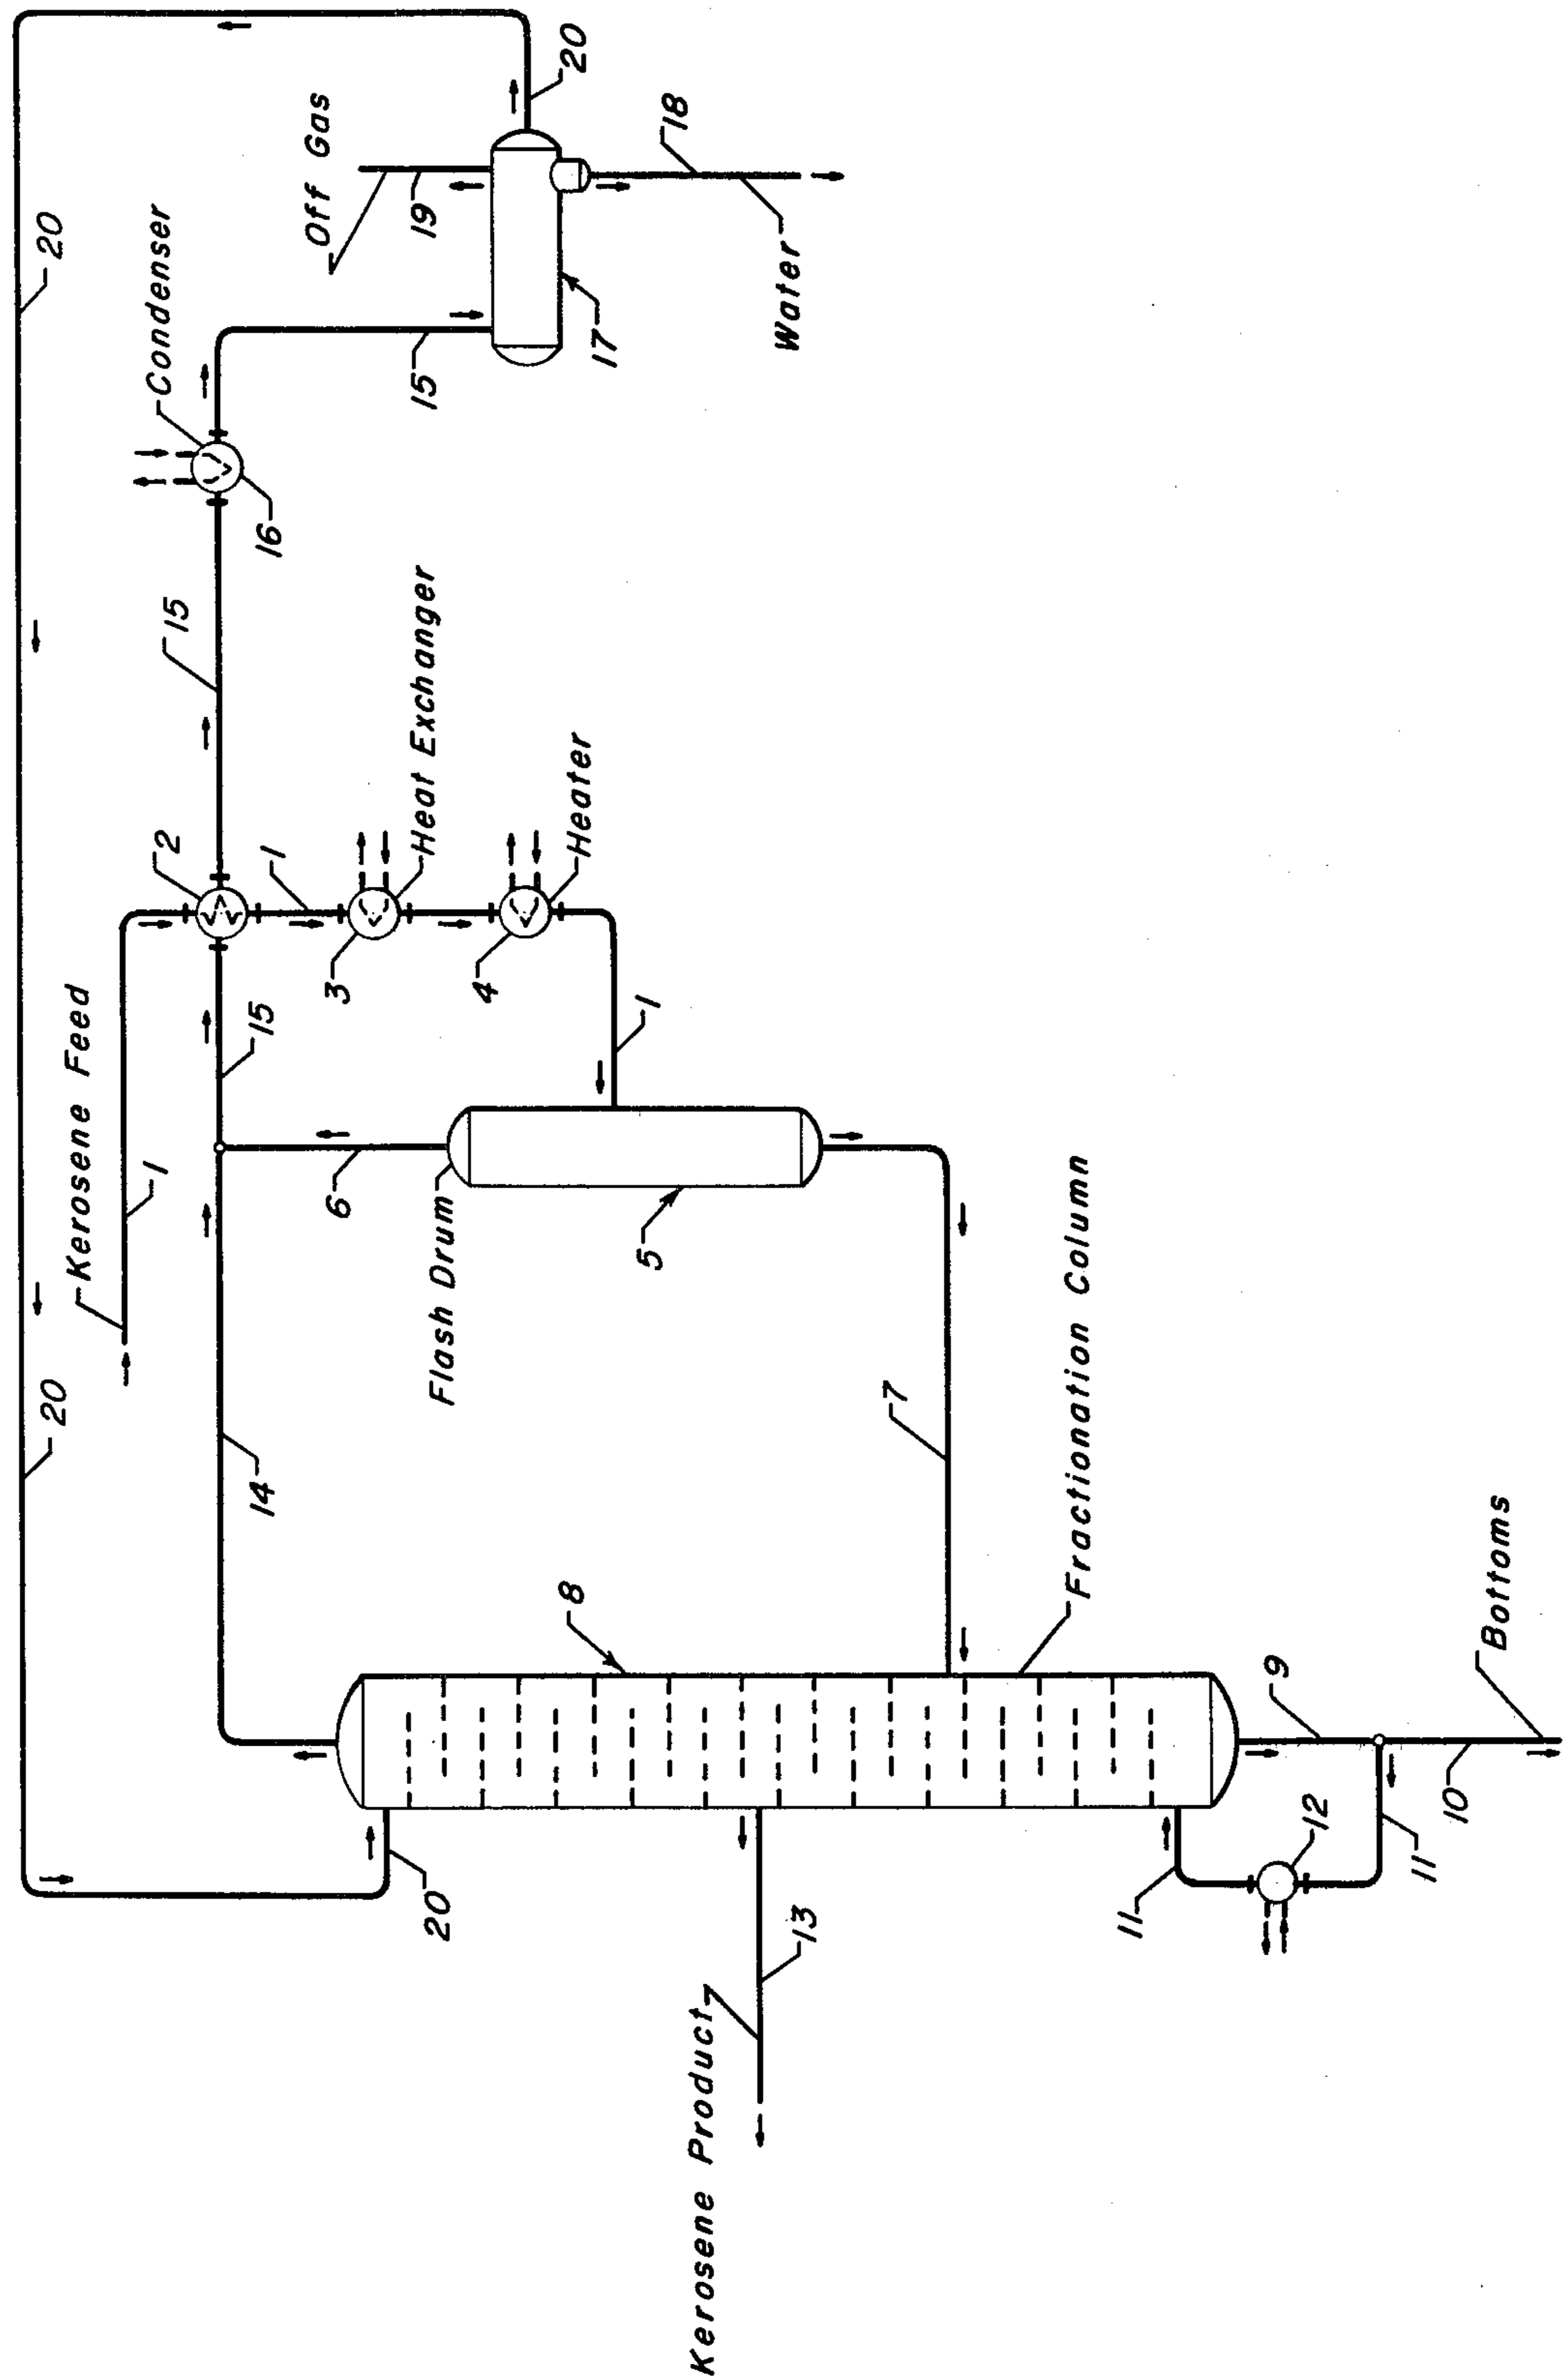 20
20
Kerosene Feed
1
2
15
Condenser
16
Off Gas
19
20
14
15
1
15
17
18
Water
6
3
Heat Exchanger
4
Heater
Flash Drum
5
1
20
8
7
Kerosene Product
13
Fractionation Column
11
12
9
11
10
Bottoms